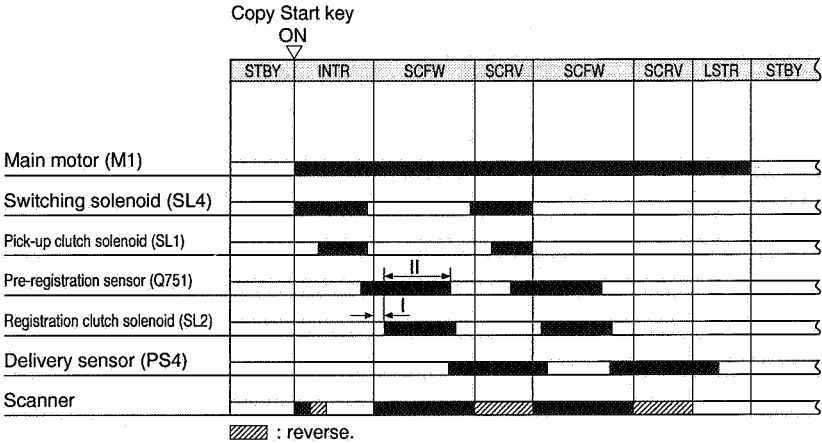 Copy Start key
ON
STBY INTR SCFW SCRV SCFW SCRV LSTR STBY
Main motor (M1)
Switching solenoid (SL4)
Pick-up clutch solenoid (SL1)
II
Pre-registration sensor (Q751)
I
Registration clutch solenoid (SL2)
Delivery sensor (PS4)
Scanner
: reverse.